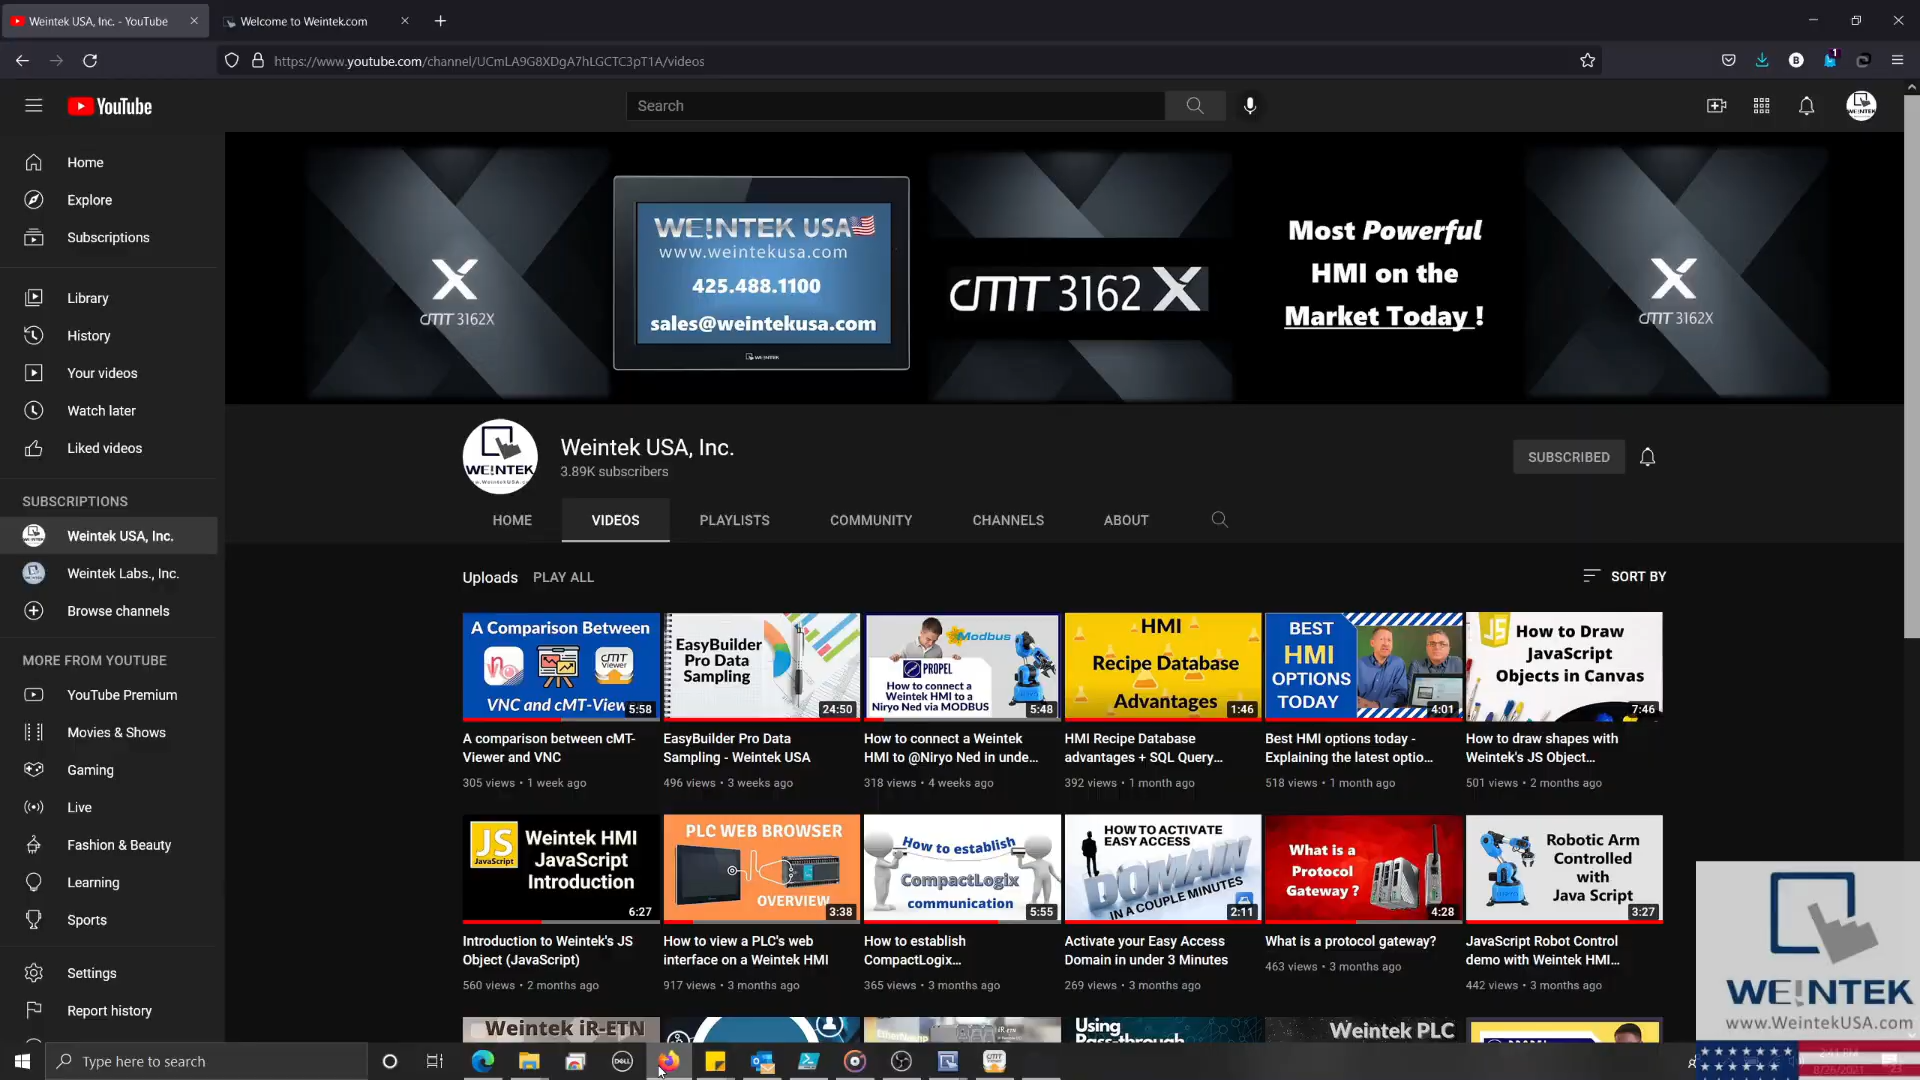 Weintek USA, Inc. - YouTube
Welcome to Weintek.com
https://www.youtube.com/channel/UCmLA9G8XDgA7hLGCTC3pT1A/videos
1
YouTube
Search
Home
Explore
Subscriptions
Library
History
Your videos
Watch later
Liked videos
SUBSCRIPTIONS
Weintek USA, Inc.
Weintek Labs., Inc.
Browse channels
MORE FROM YOUTUBE
YouTube Premium
Movies & Shows
Gaming
Live
Fashion & Beauty
Learning
Sports
Settings
Report history
X
cMT 3162X
WE!NTEK USA
www.weintekusa.com
425.488.1100
sales@weintekusa.com
WEINTEK
cMT 3162 X
Most Powerful
HMI on the
Market Today !
X
cMT 3162X
WE!NTEK
www.WeintekUSA.com
Weintek USA, Inc.
3.89K subscribers
SUBSCRIBED
HOME
VIDEOS
PLAYLISTS
COMMUNITY
CHANNELS
ABOUT
Uploads
PLAY ALL
SORT BY
A Comparison Between
cMT
Viewer
VNC and cMT-View
5:58
A comparison between cMT-
Viewer and VNC
305 views • 1 week ago
EasyBuilder
Pro Data
Sampling
24:50
EasyBuilder Pro Data
Sampling - Weintek USA
496 views • 3 weeks ago
Modbus
PROPEL
How to connect a
Weintek HMI to a
Niryo Ned via MODBUS
5:48
How to connect a Weintek
HMI to @Niryo Ned in unde...
318 views • 4 weeks ago
HMI
Recipe Database
Advantages
1:46
HMI Recipe Database
advantages + SQL Query...
392 views • 1 month ago
BEST
HMI
OPTIONS
TODAY
4:01
Best HMI options today -
Explaining the latest optio...
518 views • 1 month ago
JS
How to Draw
JavaScript
Objects in Canvas
7:46
How to draw shapes with
Weintek's JS Object...
501 views • 2 months ago
JS
JavaScript
Weintek HMI
JavaScript
Introduction
6:27
Introduction to Weintek's JS
Object (JavaScript)
560 views • 2 months ago
PLC WEB BROWSER
OVERVIEW
3:38
How to view a PLC's web
interface on a Weintek HMI
917 views • 3 months ago
How to establish
CompactLogix
communication
5:55
How to establish
CompactLogix...
365 views • 3 months ago
HOW TO ACTIVATE
EASY ACCESS
DOMAIN
IN A COUPLE MINUTES
2:11
Activate your Easy Access
Domain in under 3 Minutes
269 views • 3 months ago
What is a
Protocol
Gateway ?
4:28
What is a protocol gateway?
463 views • 3 months ago
Robotic Arm
Controlled
with
Java Script
3:27
JavaScript Robot Control
demo with Weintek HMI...
442 views • 3 months ago
Weintek iR-ETN
Using
Pass-through
Weintek PLC
PROPEL
WE!NTEK
www.WeintekUSA.com
Type here to search
DELL